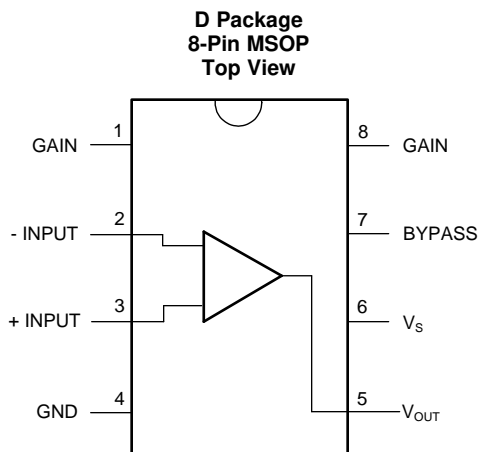 D Package
8-Pin MSOP
Top View
GAIN 1
8 GAIN
- INPUT 2
7 BYPASS
+ INPUT 3
6 VS
GND 4
5 VOUT